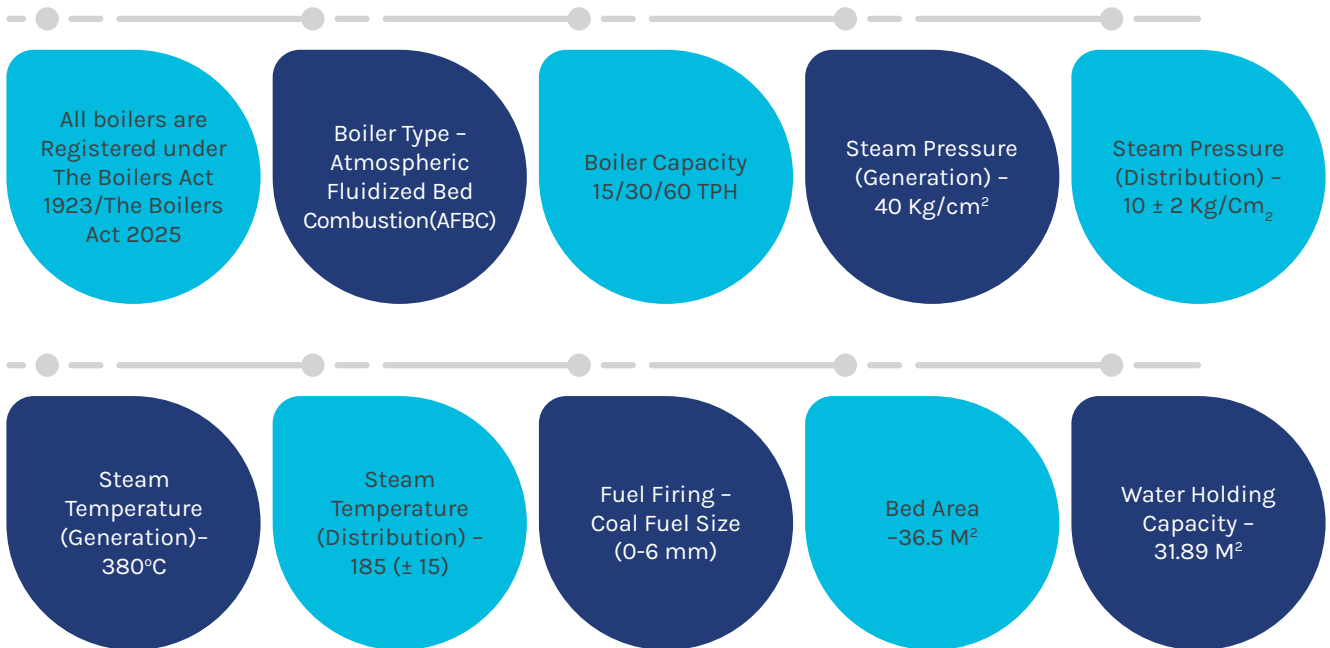 All boilers are
Registered under
The Boilers Act
1923/The Boilers
Act 2025
Boiler Type –
Atmospheric
Fluidized Bed
Combustion(AFBC)
Boiler Capacity
15/30/60 TPH
Steam Pressure
(Generation) –
40 Kg/cm²
Steam Pressure
(Distribution) –
10 ± 2 Kg/Cm₂
Steam
Temperature
(Generation)–
380°C
Steam
Temperature
(Distribution) –
185 (± 15)
Fuel Firing –
Coal Fuel Size
(0-6 mm)
Bed Area
–36.5 M²
Water Holding
Capacity –
31.89 M²